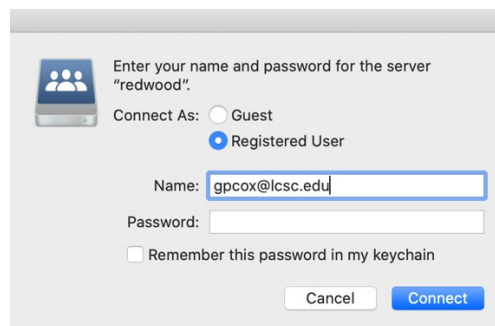 Enter your name and password for the server
“redwood”.
Connect As: Guest
Registered User
Name: gpcox@lcsc.edu
Password:
Remember this password in my keychain
Cancel Connect